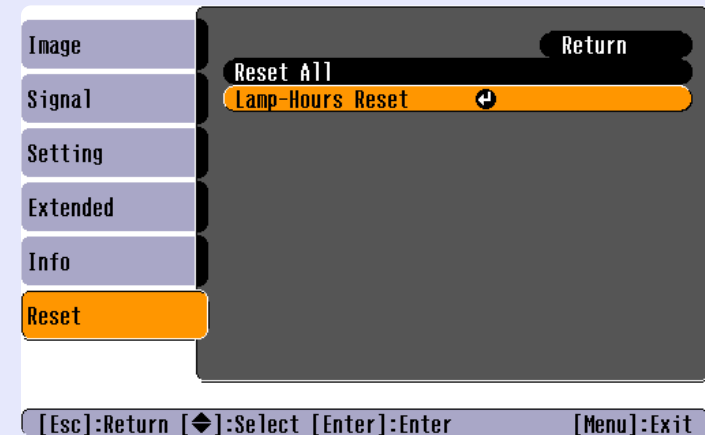 Image
Signal
Setting
Extended
Info
Reset
Return
Reset All
Lamp-Hours Reset
[Esc]:Return [◆]:Select [Enter]:Enter [Menu]:Exit